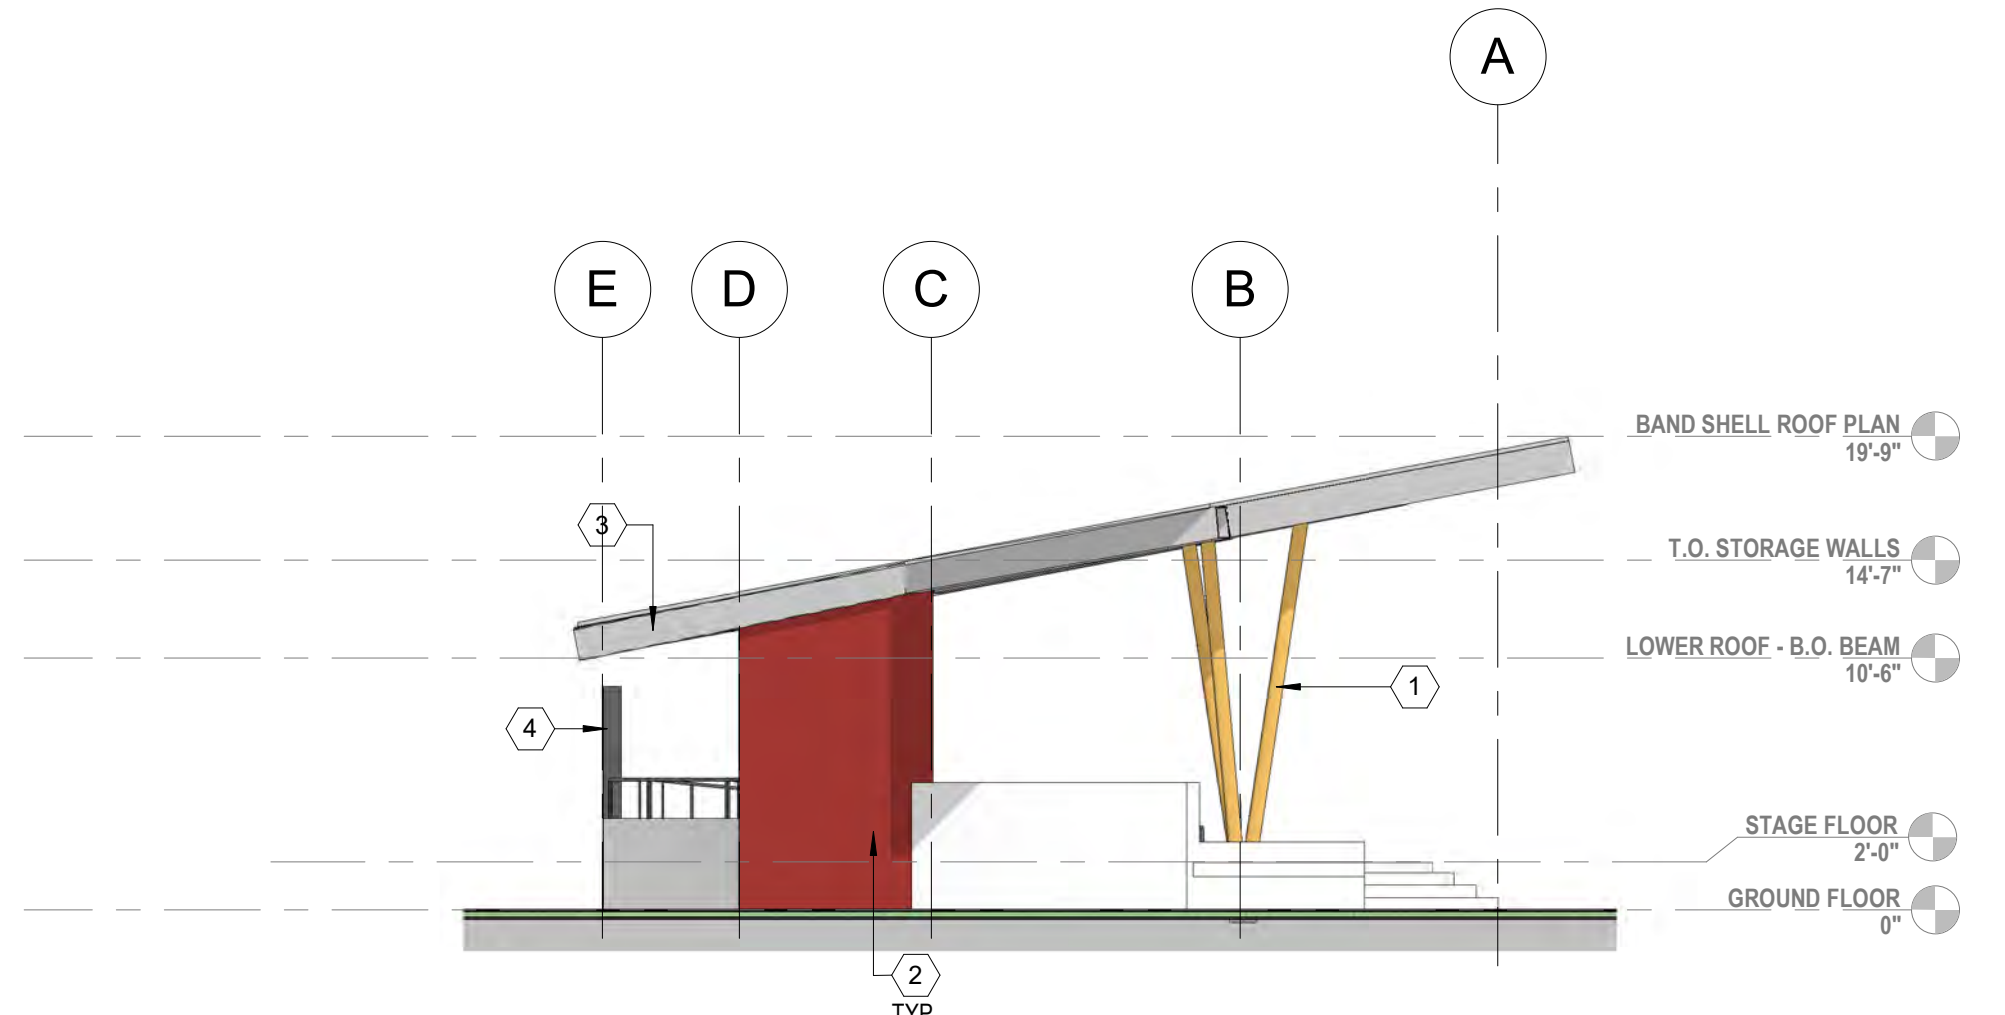 A
E
D
C
B
BAND SHELL ROOF PLAN
19'-9"
3
T.O. STORAGE WALLS
14'-7"
LOWER ROOF - B.O. BEAM
10'-6"
1
4
STAGE FLOOR
2'-0"
GROUND FLOOR
0"
2
TYP